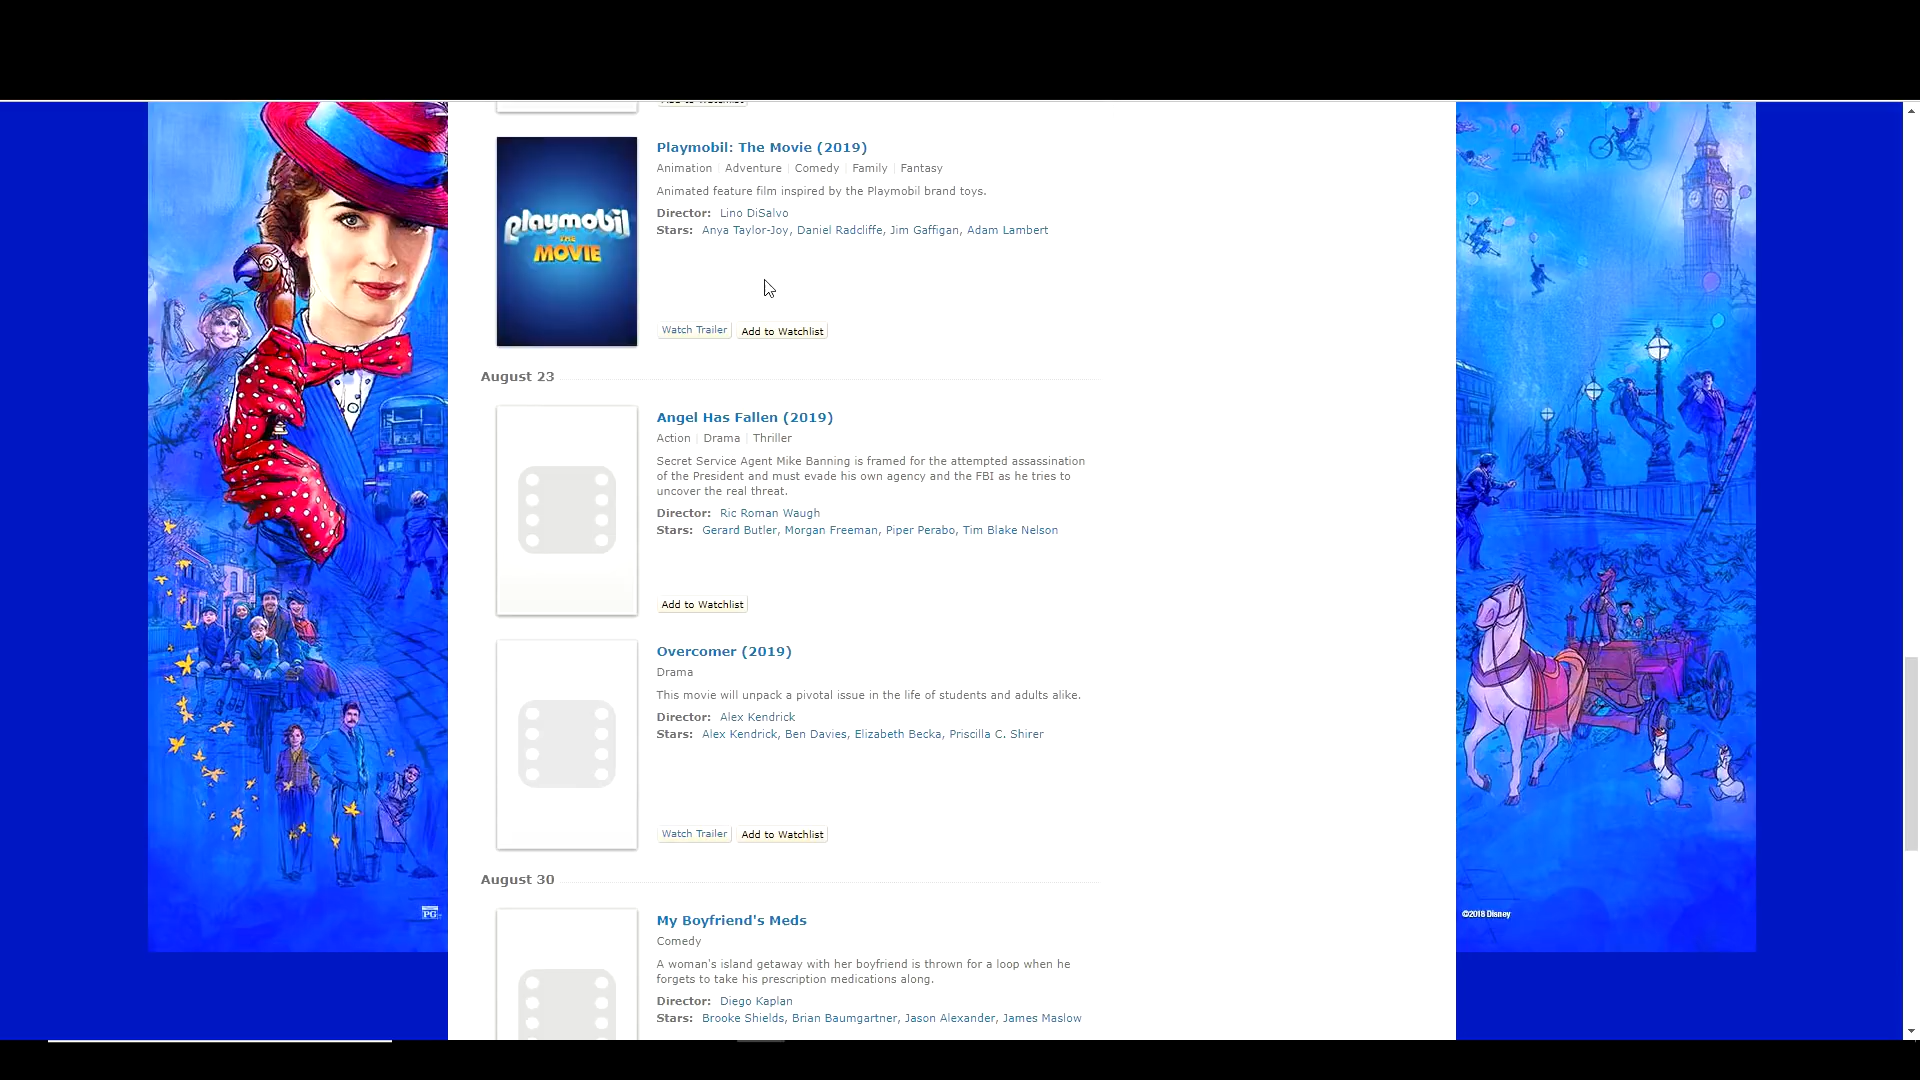 Add to Watchlist
Playmobil: The Movie (2019)
Animation | Adventure | Comedy | Family | Fantasy
Animated feature film inspired by the Playmobil brand toys.
Director: Lino DiSalvo
Stars: Anya Taylor-Joy, Daniel Radcliffe, Jim Gaffigan, Adam Lambert
playmobil
THE
MOVIE
Watch Trailer Add to Watchlist
August 23
Angel Has Fallen (2019)
Action | Drama | Thriller
Secret Service Agent Mike Banning is framed for the attempted assassination
of the President and must evade his own agency and the FBI as he tries to
uncover the real threat.
Director: Ric Roman Waugh
Stars: Gerard Butler, Morgan Freeman, Piper Perabo, Tim Blake Nelson
Add to Watchlist
Overcomer (2019)
Drama
This movie will unpack a pivotal issue in the life of students and adults alike.
Director: Alex Kendrick
Stars: Alex Kendrick, Ben Davies, Elizabeth Becka, Priscilla C. Shirer
Watch Trailer Add to Watchlist
August 30
My Boyfriend's Meds
Comedy
A woman's island getaway with her boyfriend is thrown for a loop when he
forgets to take his prescription medications along.
Director: Diego Kaplan
Stars: Brooke Shields, Brian Baumgartner, Jason Alexander, James Maslow
PG
©2018 Disney